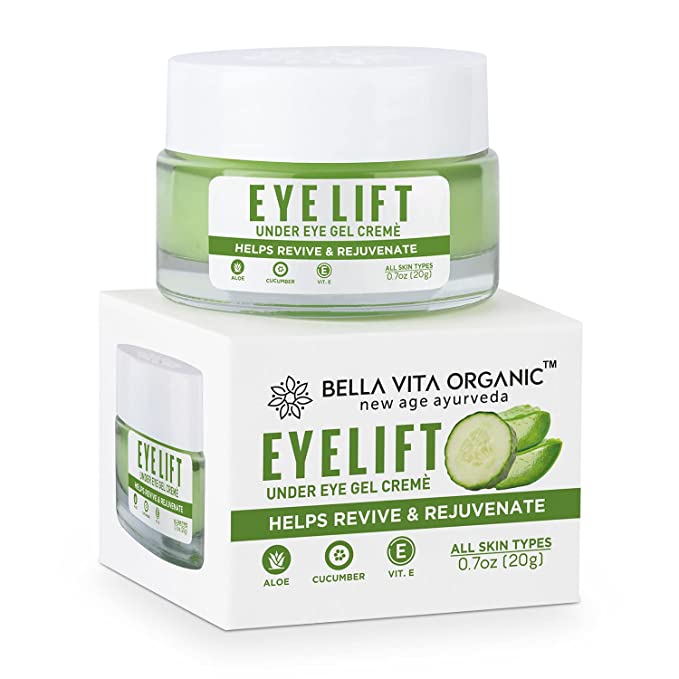 EYE LIFT
UNDER EYE GEL CREMÈ
HELPS REVIVE & REJUVENATE
ALOE
CUCUMBER
E
VIT. E
ALL SKIN TYPES
0.7oz (20g)
BELLA VITA ORGANIC™
new age ayurveda
EYELIFT
UNDER EYE GEL CREMÈ
HELPS REVIVE & REJUVENATE
ALOE
CUCUMBER
E
VIT. E
ALL SKIN TYPES
0.7oz (20g)
EYE LIFT
UNDER EYE GEL CREMÈ
HELPS REVIVE & REJUVENATE